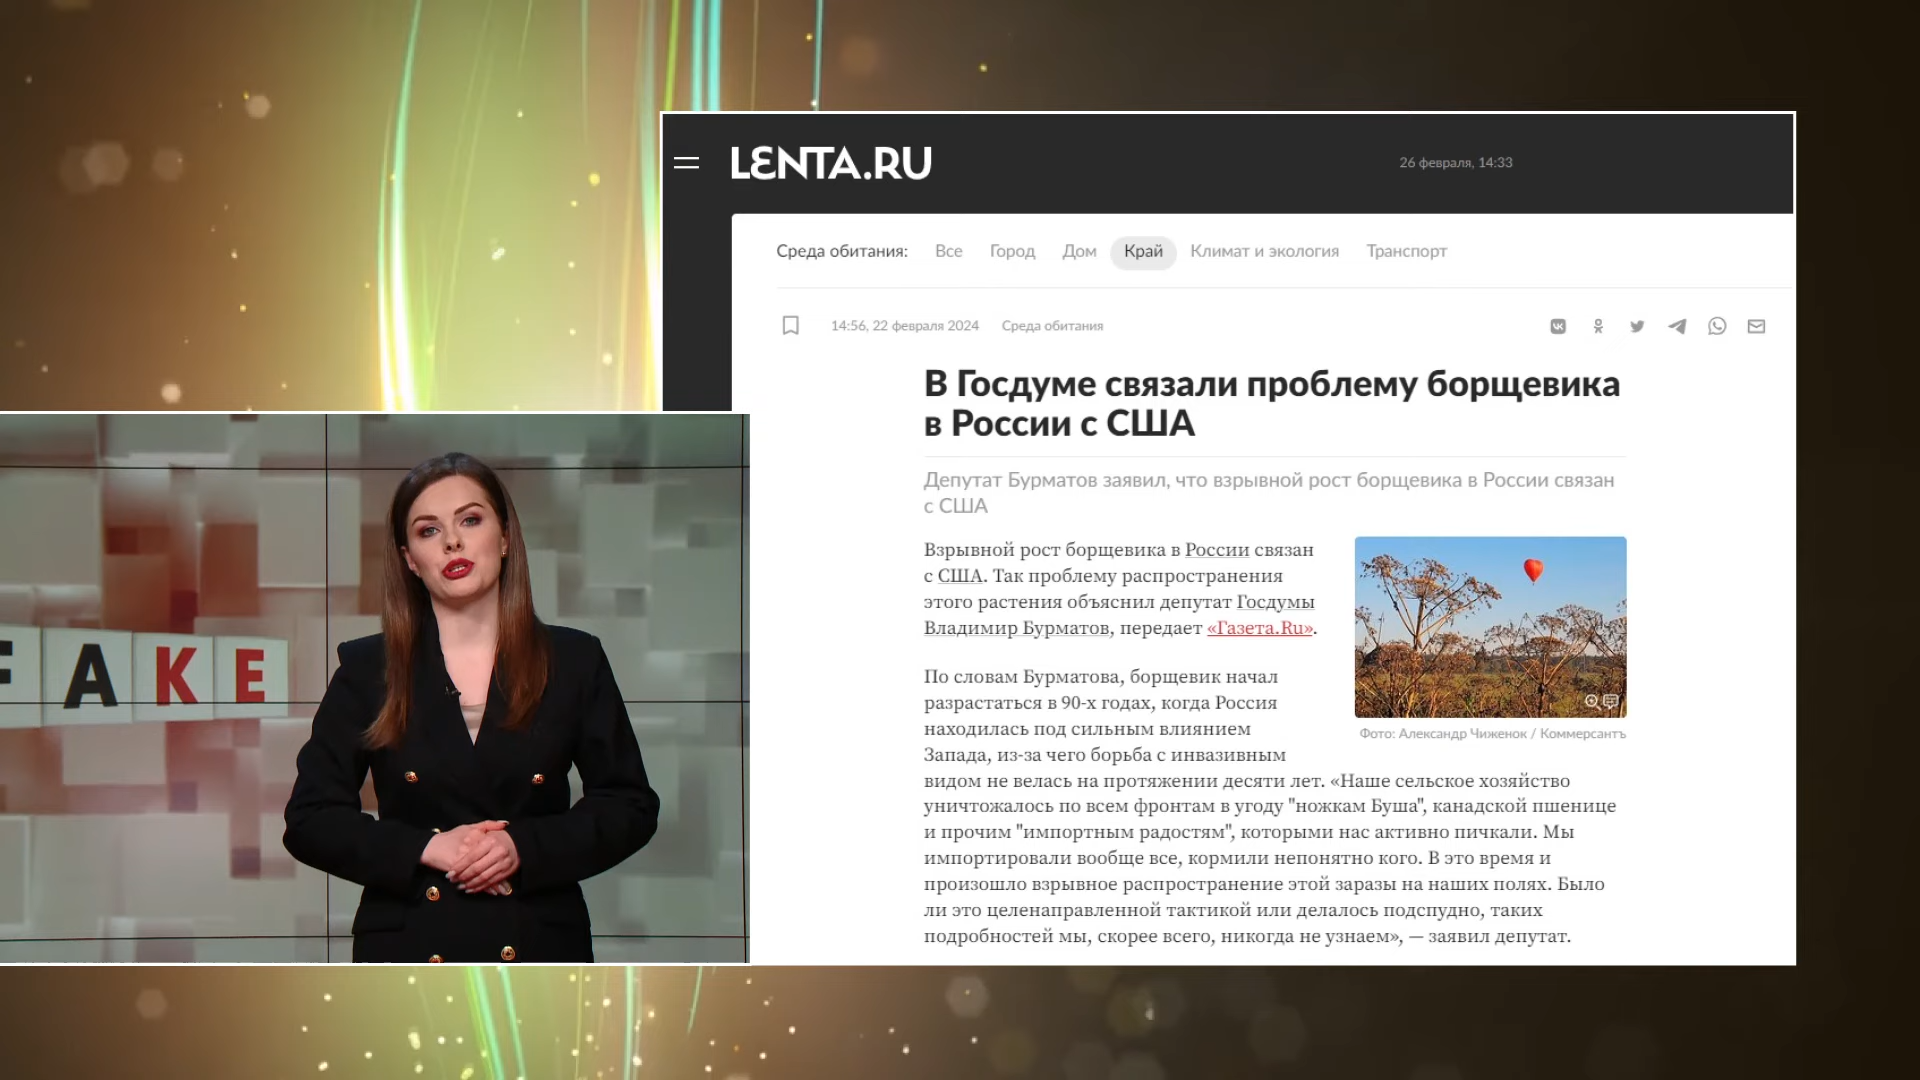 LENTA.RU
26 февраля, 14:33
Среда обитания: Все Город Дом Край Климат и экология Транспорт
14:56, 22 февраля 2024 Среда обитания
В Госдуме связали проблему борщевика
в России с США
Депутат Бурматов заявил, что взрывной рост борщевика в России связан
с США
Взрывной рост борщевика в России связан
с США. Так проблему распространения
этого растения объяснил депутат Госдумы
Владимир Бурматов, передает «Газета.Ru».
По словам Бурматова, борщевик начал
разрастаться в 90-х годах, когда Россия
находилась под сильным влиянием
Запада, из-за чего борьба с инвазивным
видом не велась на протяжении десяти лет. «Наше сельское хозяйство
уничтожалось по всем фронтам в угоду "ножкам Буша", канадской пшенице
и прочим "импортным радостям", которыми нас активно пичкали. Мы
импортировали вообще все, кормили непонятно кого. В это время и
произошло взрывное распространение этой заразы на наших полях. Было
ли это целенаправленной тактикой или делалось подспудно, таких
подробностей мы, скорее всего, никогда не узнаем», — заявил депутат.
Фото: Александр Чиженок / Коммерсантъ
FAKE